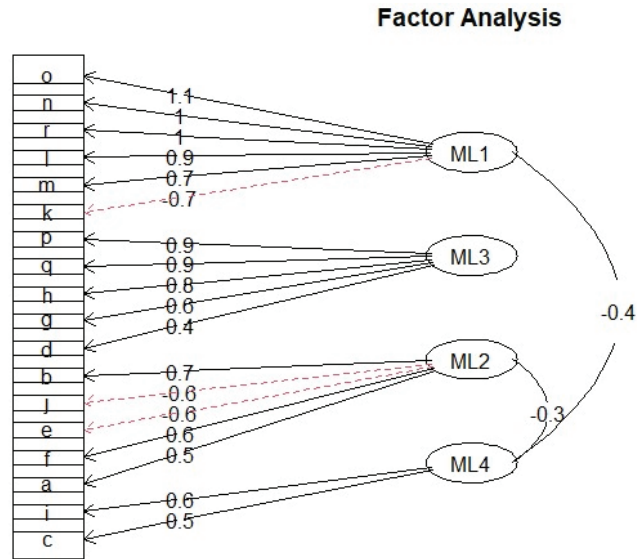 Factor Analysis
o
n
r
l
m
k
p
q
h
g
d
b
j
e
f
a
i
c
1.1
1
1
0.9
0.7
-0.7
0.9
0.9
0.8
0.6
0.4
0.7
-0.6
-0.6
0.6
0.5
0.6
0.5
ML1
ML3
ML2
ML4
-0.4
-0.3